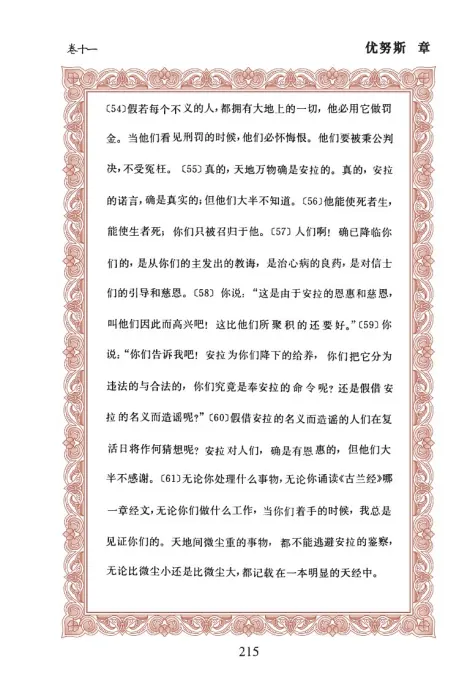 卷十一
优努斯 章
〔54〕假若每个不义的人，都拥有大地上的一切，他必用它做罚
金。当他们看见刑罚的时候，他们必怀悔恨。他们要被秉公判
决，不受冤枉。〔55〕真的，天地万物确是安拉的。真的，安拉
的诺言，确是真实的；但他们大半不知道。〔56〕他能使死者生，
能使生者死；你们只被召归于他。〔57〕人们啊！确已降临你
们的，是从你们的主发出的教诲，是治心病的良药，是对信士
们的引导和慈恩。〔58〕你说：“这是由于安拉的恩惠和慈恩，
叫他们因此而高兴吧！这比他们所聚积的还要好。”〔59〕你
说：“你们告诉我吧！安拉为你们降下的给养，你们把它分为
违法的与合法的，你们究竟是奉安拉的命令呢？还是假借安
拉的名义而造谣呢？”〔60〕假借安拉的名义而造谣的人们在复
活日将作何猜想呢？安拉对人们，确是有恩惠的，但他们大
半不感谢。〔61〕无论你处理什么事物，无论你诵读《古兰经》哪
一章经文，无论你们做什么工作，当你们着手的时候，我总是
见证你们的。天地间微尘重的事物，都不能逃避安拉的鉴察，
无论比微尘小还是比微尘大，都记载在一本明显的天经中。
215